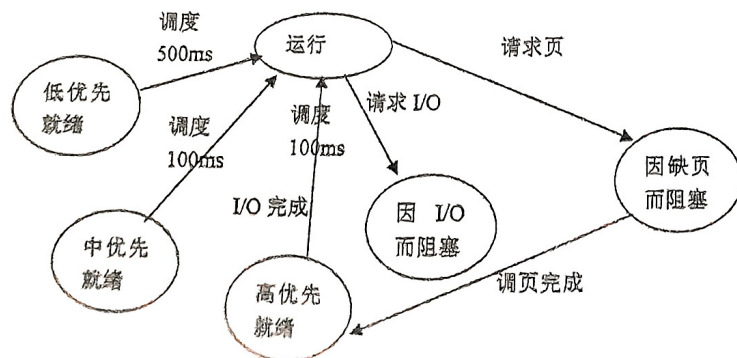 调度
500ms
运行
请求页
低优先
就绪
调度
100ms
调度
100ms
请求 I/O
因缺页
而阻塞
I/O 完成
因 I/O
而阻塞
中优先
就绪
高优先
就绪
调页完成